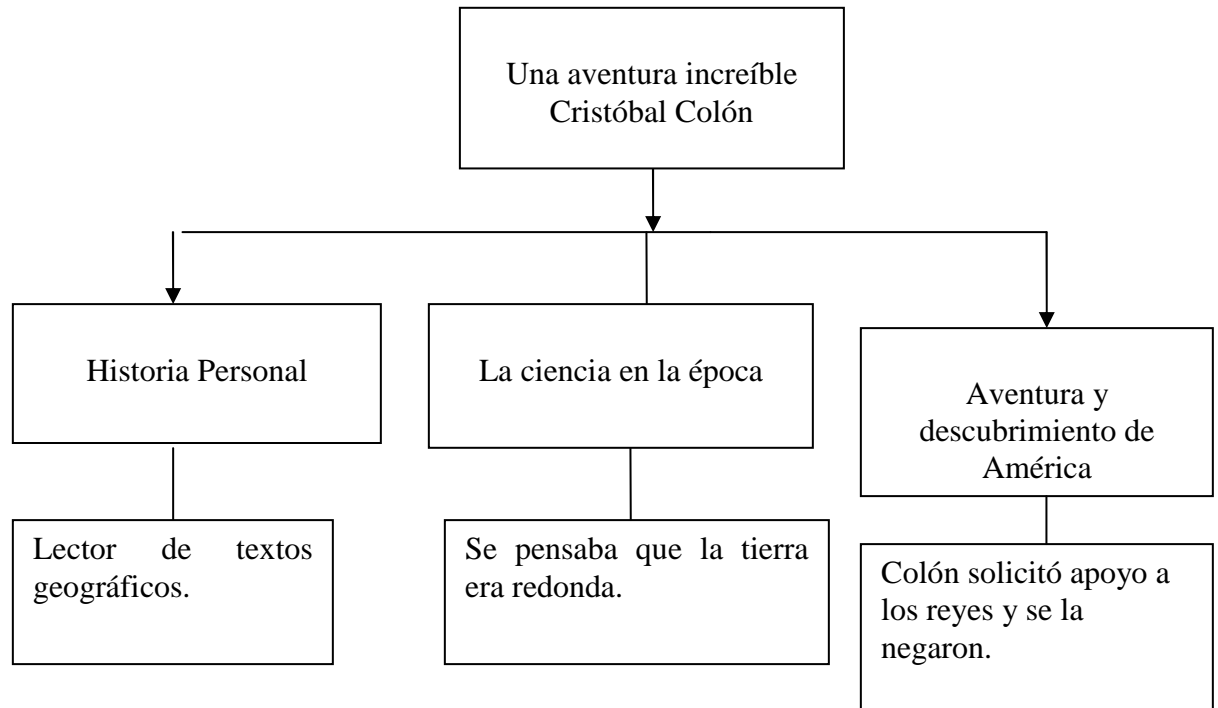 Una aventura increíble
Cristóbal Colón
Historia Personal
La ciencia en la época
Aventura y
descubrimiento de
América
Lector de textos
geográficos.
Se pensaba que la tierra
era redonda.
Colón solicitó apoyo a
los reyes y se la
negaron.